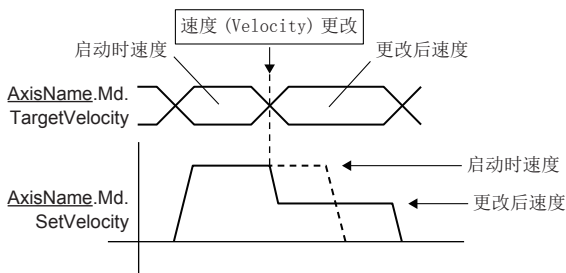 速度(Velocity)更改
启动时速度
更改后速度
AxisName.Md.
TargetVelocity
启动时速度
AxisName.Md.
SetVelocity
更改后速度